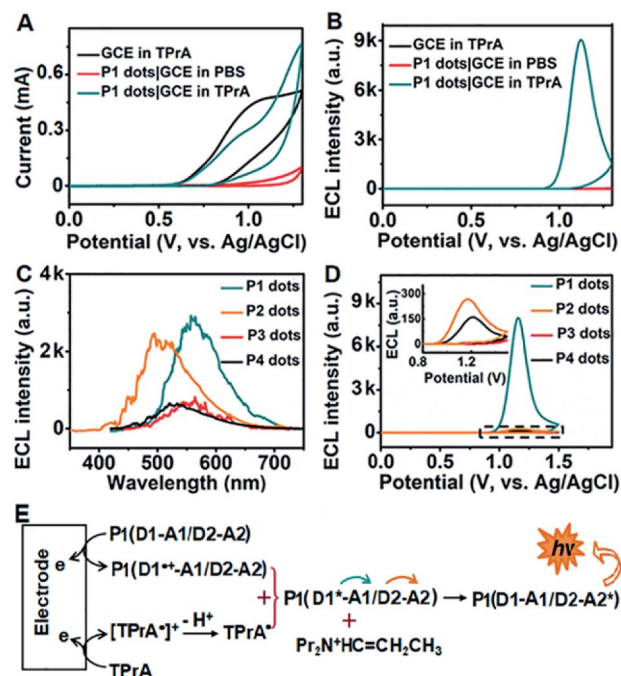 A
GCE in TPrA
P1 dots|GCE in PBS
P1 dots|GCE in TPrA
Current (mA)
0.6
0.3
0.0
0.0 0.5 1.0
Potential (V, vs. Ag/AgCl)
B
GCE in TPrA
P1 dots|GCE in PBS
P1 dots|GCE in TPrA
ECL intensity (a.u.)
9k
6k
3k
0
0.0 0.5 1.0
Potential (V, vs. Ag/AgCl)
C
P1 dots
P2 dots
P3 dots
P4 dots
ECL intensity (a.u.)
4k
2k
0
400 500 600 700
Wavelength (nm)
D
P1 dots
P2 dots
P3 dots
P4 dots
ECL (a.u.)
300
150
0
0.8 1.2
Potential (V)
ECL intensity (a.u.)
9k
6k
3k
0
0.0 0.5 1.0 1.5
Potential (V, vs. Ag/AgCl)
E
Electrode
e
P1(D1-A1/D2-A2)
P1(D1•+-A1/D2-A2)
e
[TPrA•]+ - H+ TPrA•
TPrA
+
P1(D1*-A1/D2-A2)
+
Pr₂N⁺HC=CH₂CH₃
P1(D1-A1/D2-A2*)
hv